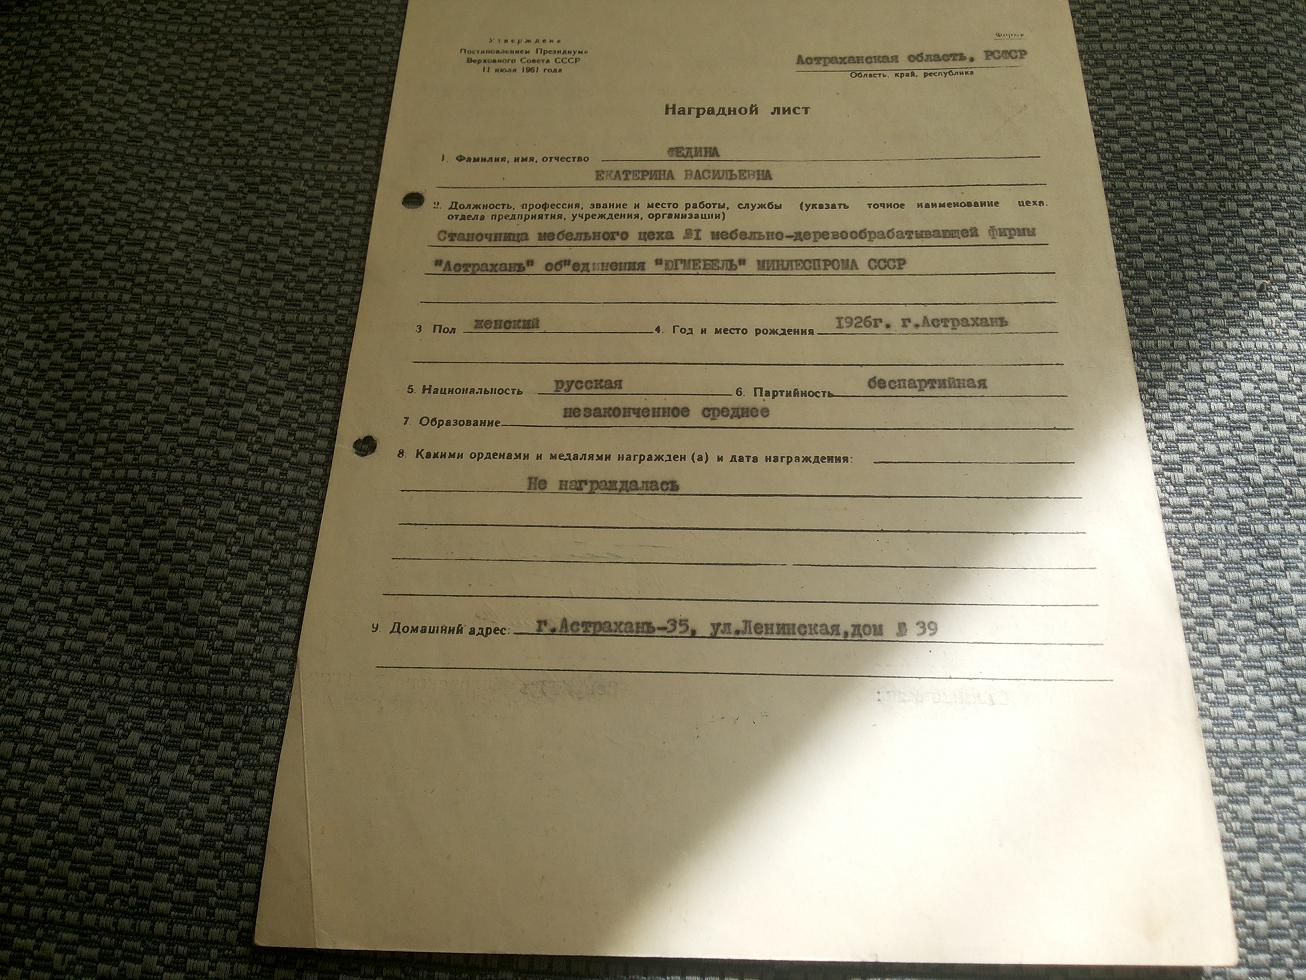 Утверждена
Постановлением Президиума
Верховного Совета СССР
11 июля 1961 года
Форма
Астраханская область, РСФСР
Область, край, республика
Наградной лист
1. Фамилия, имя, отчество ФЕДИНА
ЕКАТЕРИНА ВАСИЛЬЕВНА
2. Должность, профессия, звание и место работы, службы (указать точное наименование цеха,
отдела предприятия, учреждения, организации)
Станочница мебельного цеха №I мебельно-деревообрабатывающей фирмы
"Астрахань" об"единения "ЮГМЕБЕЛЬ" МИНЛЕСПРОМА СССР
3 Пол женский 4. Год и место рождения 1926г. г.Астрахань
5. Национальность русская 6. Партийность беспартийная
7. Образование незаконченное среднее
8. Какими орденами и медалями награжден (а) и дата награждения:
Не награждалась
9. Домашний адрес: г.Астрахань-35, ул.Ленинская,дом № 39